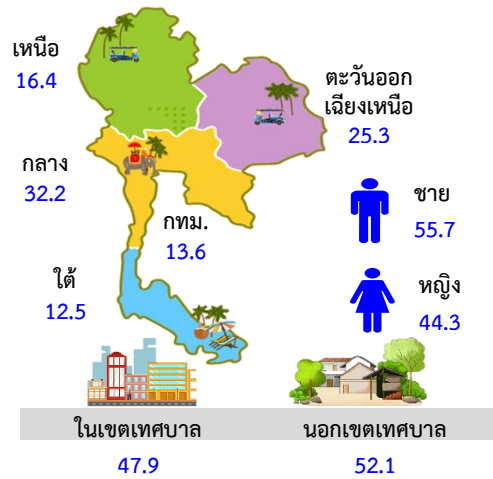 เหนือ
16.4
ตะวันออก
เฉียงเหนือ
25.3
กลาง
32.2
กทม.
13.6
ชาย
55.7
ใต้
12.5
หญิง
44.3
ในเขตเทศบาล
นอกเขตเทศบาล
47.9
52.1